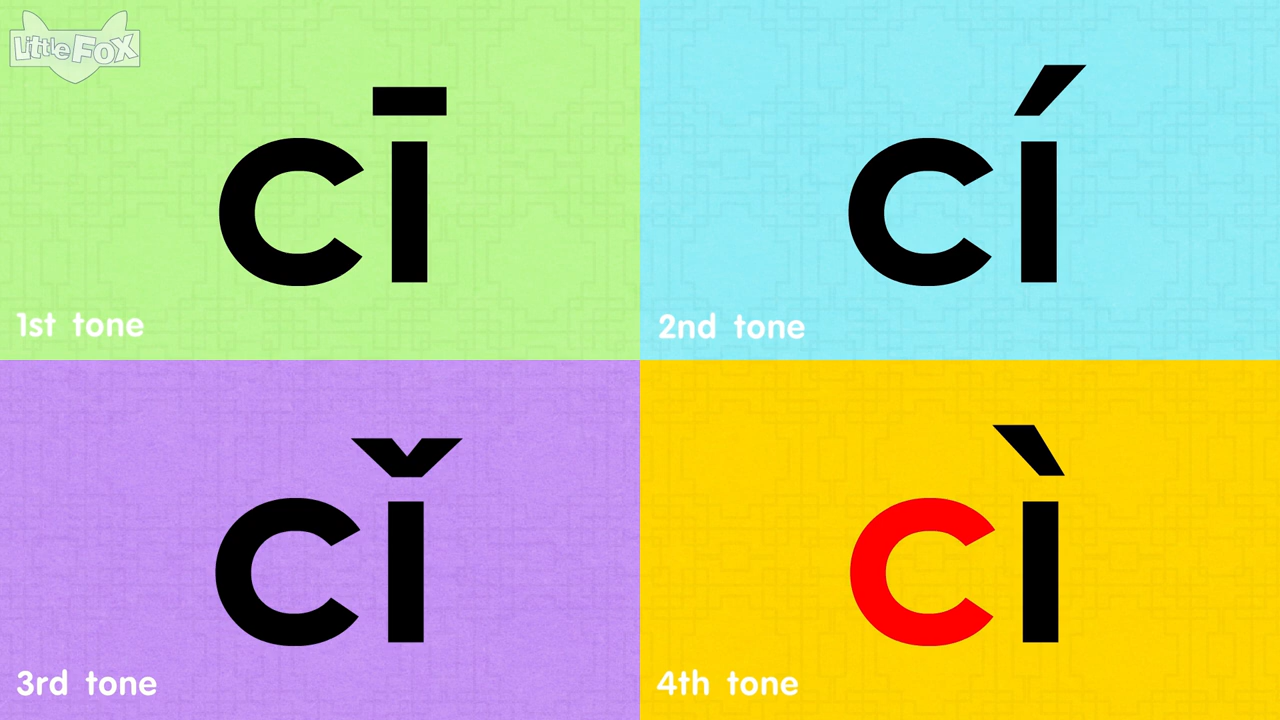 Little Fox
cī
1st tone
cí
2nd tone
cǐ
3rd tone
cì
4th tone